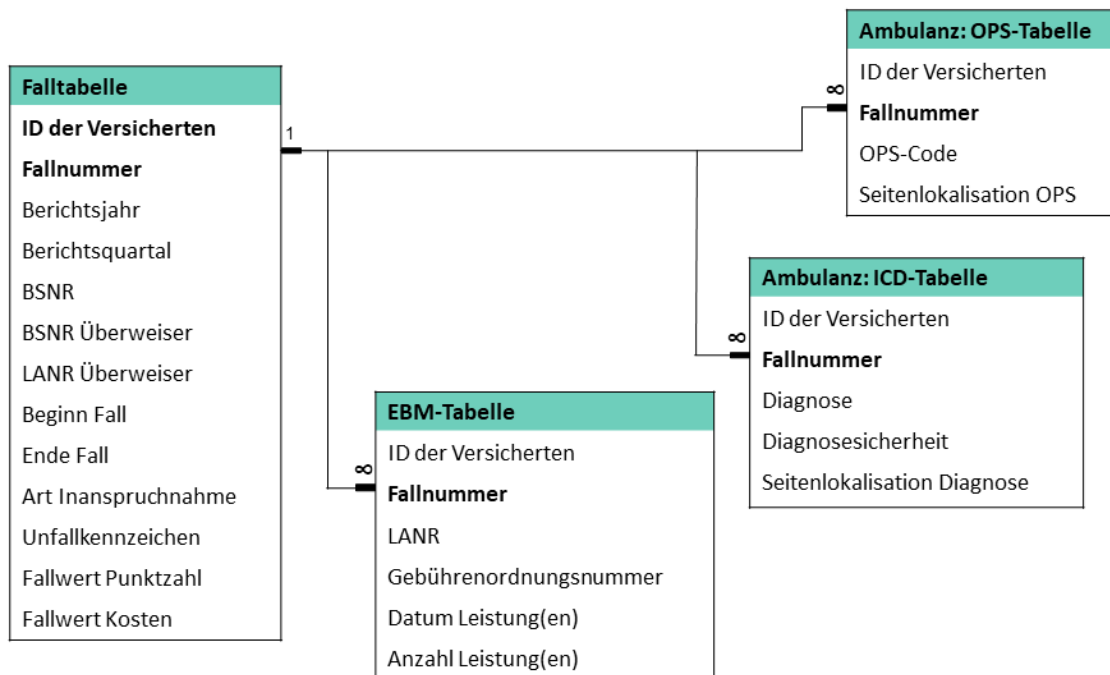 Falltabelle
ID der Versicherten
Fallnummer
Berichtsjahr
Berichtsquartal
BSNR
BSNR Überweiser
LANR Überweiser
Beginn Fall
Ende Fall
Art Inanspruchnahme
Unfallkennzeichen
Fallwert Punktzahl
Fallwert Kosten
1
∞
EBM-Tabelle
ID der Versicherten
Fallnummer
LANR
Gebührenordnungsnummer
Datum Leistung(en)
Anzahl Leistung(en)
∞
Ambulanz: OPS-Tabelle
ID der Versicherten
Fallnummer
OPS-Code
Seitenlokalisation OPS
∞
Ambulanz: ICD-Tabelle
ID der Versicherten
Fallnummer
Diagnose
Diagnosesicherheit
Seitenlokalisation Diagnose